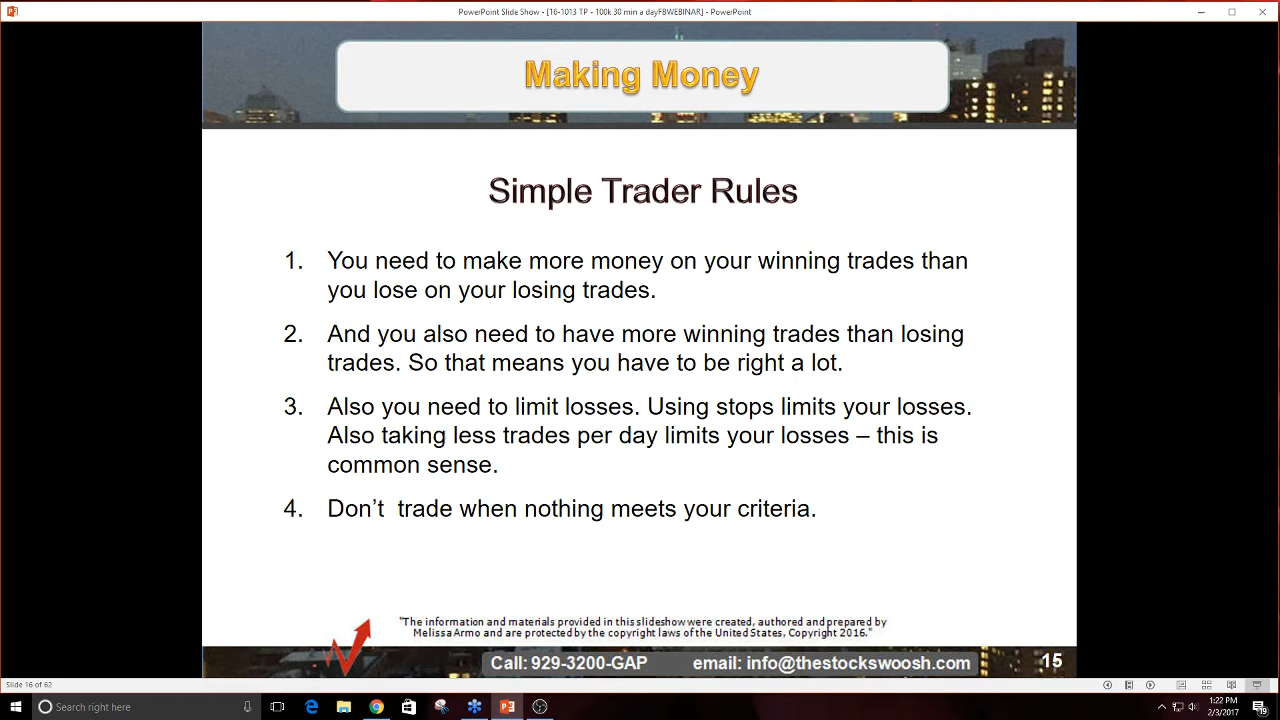 PowerPoint Slide Show - [16-1013 TP - 100k 30 min a dayFBWEBINAR] - PowerPoint
Making Money
Simple Trader Rules
1. You need to make more money on your winning trades than
you lose on your losing trades.
2. And you also need to have more winning trades than losing
trades. So that means you have to be right a lot.
3. Also you need to limit losses. Using stops limits your losses.
Also taking less trades per day limits your losses – this is
common sense.
4. Don’t  trade when nothing meets your criteria.
"The information and materials provided in this slideshow were created, authored and prepared by
Melissa Armo and are protected by the copyright laws of the United States, Copyright 2016."
Call: 929-3200-GAP email: info@thestockswoosh.com 15
Slide 16 of 62
Search right here
1:22 PM
2/3/2017
19